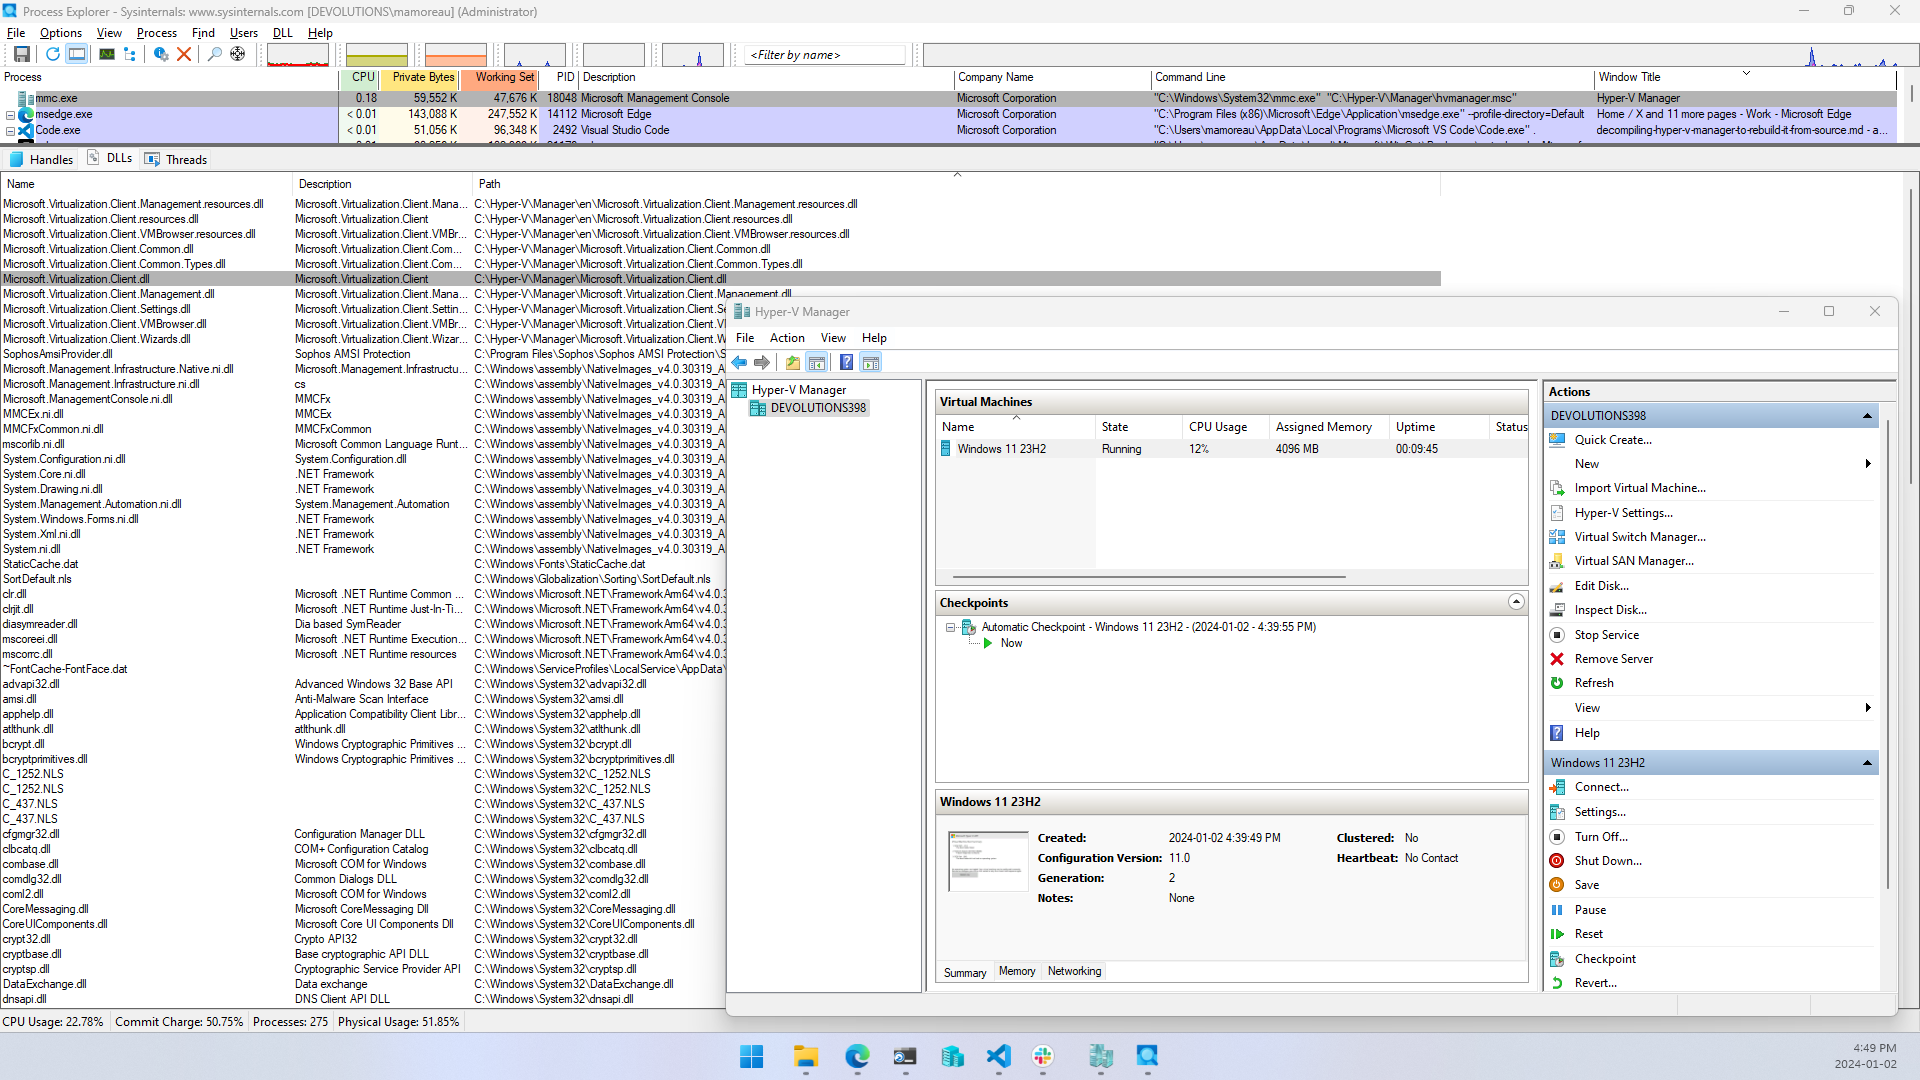 Process Explorer - Sysinternals: www.sysinternals.com [DEVOLUTIONS\mamoreau] (Administrator)
File Options View Process Find Users DLL Help
<Filter by name>
Process CPU Private Bytes Working Set PID Description Company Name Command Line Window Title
mmc.exe 0.18 59,552 K 47,676 K 18048 Microsoft Management Console Microsoft Corporation "C:\Windows\System32\mmc.exe" "C:\Hyper-V\Manager\hvmanager.msc" Hyper-V Manager
msedge.exe < 0.01 143,088 K 247,552 K 14112 Microsoft Edge Microsoft Corporation "C:\Program Files (x86)\Microsoft\Edge\Application\msedge.exe" --profile-directory=Default Home / X and 11 more pages - Work - Microsoft Edge
Code.exe < 0.01 51,056 K 96,348 K 2492 Visual Studio Code Microsoft Corporation "C:\Users\mamoreau\AppData\Local\Programs\Microsoft VS Code\Code.exe" . decompiling-hyper-v-manager-to-rebuild-it-from-source.md - a...
Handles DLLs Threads
Name Description Path
Microsoft.Virtualization.Client.Management.resources.dll Microsoft.Virtualization.Client.Mana... C:\Hyper-V\Manager\en\Microsoft.Virtualization.Client.Management.resources.dll
Microsoft.Virtualization.Client.resources.dll Microsoft.Virtualization.Client C:\Hyper-V\Manager\en\Microsoft.Virtualization.Client.resources.dll
Microsoft.Virtualization.Client.VMBrowser.resources.dll Microsoft.Virtualization.Client.VMBr... C:\Hyper-V\Manager\en\Microsoft.Virtualization.Client.VMBrowser.resources.dll
Microsoft.Virtualization.Client.Common.dll Microsoft.Virtualization.Client.Com... C:\Hyper-V\Manager\Microsoft.Virtualization.Client.Common.dll
Microsoft.Virtualization.Client.Common.Types.dll Microsoft.Virtualization.Client.Com... C:\Hyper-V\Manager\Microsoft.Virtualization.Client.Common.Types.dll
Microsoft.Virtualization.Client.dll Microsoft.Virtualization.Client C:\Hyper-V\Manager\Microsoft.Virtualization.Client.dll
Microsoft.Virtualization.Client.Management.dll Microsoft.Virtualization.Client.Mana... C:\Hyper-V\Manager\Microsoft.Virtualization.Client.Management.dll
Microsoft.Virtualization.Client.Settings.dll Microsoft.Virtualization.Client.Settin... C:\Hyper-V\Manager\Microsoft.Virtualization.Client.Se
Microsoft.Virtualization.Client.VMBrowser.dll Microsoft.Virtualization.Client.VMBr... C:\Hyper-V\Manager\Microsoft.Virtualization.Client.V
Microsoft.Virtualization.Client.Wizards.dll Microsoft.Virtualization.Client.Wizar... C:\Hyper-V\Manager\Microsoft.Virtualization.Client.W
SophosAmsiProvider.dll Sophos AMSI Protection C:\Program Files\Sophos\Sophos AMSI Protection\S
Microsoft.Management.Infrastructure.Native.ni.dll Microsoft.Management.Infrastructu... C:\Windows\assembly\NativeImages_v4.0.30319_A
Microsoft.Management.Infrastructure.ni.dll cs C:\Windows\assembly\NativeImages_v4.0.30319_A
Microsoft.ManagementConsole.ni.dll MMCFx C:\Windows\assembly\NativeImages_v4.0.30319_A
MMCEx.ni.dll MMCEx C:\Windows\assembly\NativeImages_v4.0.30319_A
MMCFxCommon.ni.dll MMCFxCommon C:\Windows\assembly\NativeImages_v4.0.30319_A
mscorlib.ni.dll Microsoft Common Language Runt... C:\Windows\assembly\NativeImages_v4.0.30319_A
System.Configuration.ni.dll System.Configuration.dll C:\Windows\assembly\NativeImages_v4.0.30319_A
System.Core.ni.dll .NET Framework C:\Windows\assembly\NativeImages_v4.0.30319_A
System.Drawing.ni.dll .NET Framework C:\Windows\assembly\NativeImages_v4.0.30319_A
System.Management.Automation.ni.dll System.Management.Automation C:\Windows\assembly\NativeImages_v4.0.30319_A
System.Windows.Forms.ni.dll .NET Framework C:\Windows\assembly\NativeImages_v4.0.30319_A
System.Xml.ni.dll .NET Framework C:\Windows\assembly\NativeImages_v4.0.30319_A
System.ni.dll .NET Framework C:\Windows\assembly\NativeImages_v4.0.30319_A
StaticCache.dat C:\Windows\Fonts\StaticCache.dat
SortDefault.nls C:\Windows\Globalization\Sorting\SortDefault.nls
clr.dll Microsoft .NET Runtime Common ... C:\Windows\Microsoft.NET\FrameworkArm64\v4.0.3
clrjit.dll Microsoft .NET Runtime Just-In-Ti... C:\Windows\Microsoft.NET\FrameworkArm64\v4.0.3
diasymreader.dll Dia based SymReader C:\Windows\Microsoft.NET\FrameworkArm64\v4.0.3
mscoreei.dll Microsoft .NET Runtime Execution... C:\Windows\Microsoft.NET\FrameworkArm64\v4.0.3
mscorrc.dll Microsoft .NET Runtime resources C:\Windows\Microsoft.NET\FrameworkArm64\v4.0.3
~FontCache-FontFace.dat C:\Windows\ServiceProfiles\LocalService\AppData\
advapi32.dll Advanced Windows 32 Base API C:\Windows\System32\advapi32.dll
amsi.dll Anti-Malware Scan Interface C:\Windows\System32\amsi.dll
apphelp.dll Application Compatibility Client Libr... C:\Windows\System32\apphelp.dll
atlthunk.dll atlthunk.dll C:\Windows\System32\atlthunk.dll
bcrypt.dll Windows Cryptographic Primitives ... C:\Windows\System32\bcrypt.dll
bcryptprimitives.dll Windows Cryptographic Primitives ... C:\Windows\System32\bcryptprimitives.dll
C_1252.NLS C:\Windows\System32\C_1252.NLS
C_1252.NLS C:\Windows\System32\C_1252.NLS
C_437.NLS C:\Windows\System32\C_437.NLS
C_437.NLS C:\Windows\System32\C_437.NLS
cfgmgr32.dll Configuration Manager DLL C:\Windows\System32\cfgmgr32.dll
clbcatq.dll COM+ Configuration Catalog C:\Windows\System32\clbcatq.dll
combase.dll Microsoft COM for Windows C:\Windows\System32\combase.dll
comdlg32.dll Common Dialogs DLL C:\Windows\System32\comdlg32.dll
coml2.dll Microsoft COM for Windows C:\Windows\System32\coml2.dll
CoreMessaging.dll Microsoft CoreMessaging Dll C:\Windows\System32\CoreMessaging.dll
CoreUIComponents.dll Microsoft Core UI Components Dll C:\Windows\System32\CoreUIComponents.dll
crypt32.dll Crypto API32 C:\Windows\System32\crypt32.dll
cryptbase.dll Base cryptographic API DLL C:\Windows\System32\cryptbase.dll
cryptsp.dll Cryptographic Service Provider API C:\Windows\System32\cryptsp.dll
DataExchange.dll Data exchange C:\Windows\System32\DataExchange.dll
dnsapi.dll DNS Client API DLL C:\Windows\System32\dnsapi.dll
CPU Usage: 22.78% Commit Charge: 50.75% Processes: 275 Physical Usage: 51.85%
Hyper-V Manager
File Action View Help
Hyper-V Manager
DEVOLUTIONS398
Virtual Machines
Name State CPU Usage Assigned Memory Uptime Status
Windows 11 23H2 Running 12% 4096 MB 00:09:45
Checkpoints
Automatic Checkpoint - Windows 11 23H2 - (2024-01-02 - 4:39:55 PM)
Now
Windows 11 23H2
Created: 2024-01-02 4:39:49 PM Clustered: No
Configuration Version: 11.0 Heartbeat: No Contact
Generation: 2
Notes: None
Summary Memory Networking
Actions
DEVOLUTIONS398
Quick Create...
New
Import Virtual Machine...
Hyper-V Settings...
Virtual Switch Manager...
Virtual SAN Manager...
Edit Disk...
Inspect Disk...
Stop Service
Remove Server
Refresh
View
Help
Windows 11 23H2
Connect...
Settings...
Turn Off...
Shut Down...
Save
Pause
Reset
Checkpoint
Revert...
4:49 PM
2024-01-02